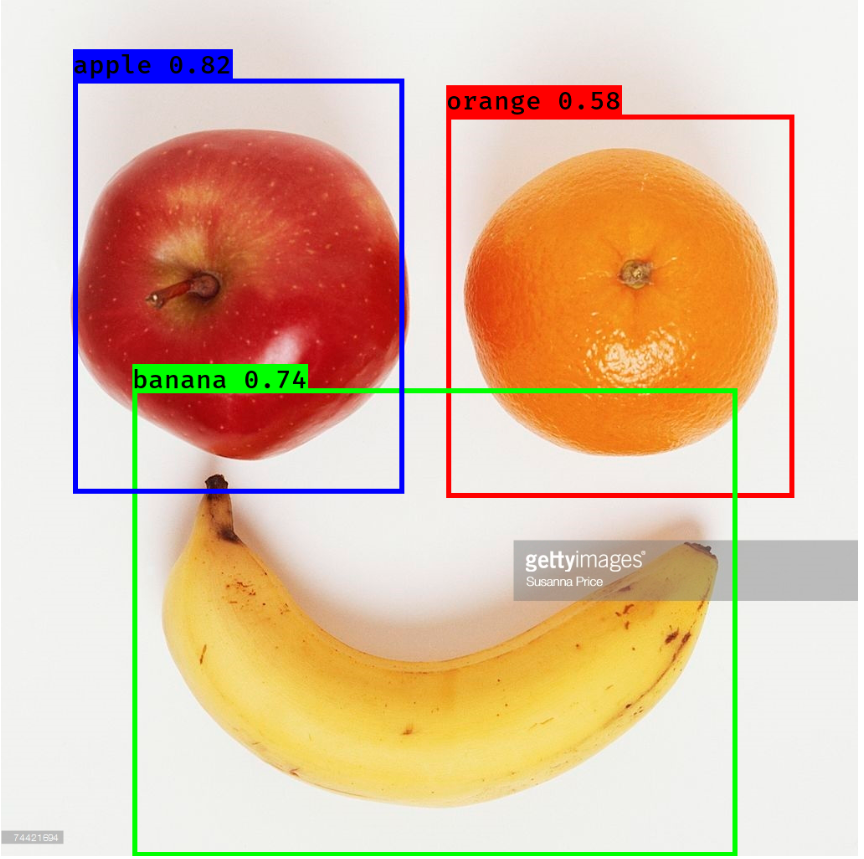 apple 0.82
orange 0.58
banana 0.74
gettyimages®
Susanna Price
74421694